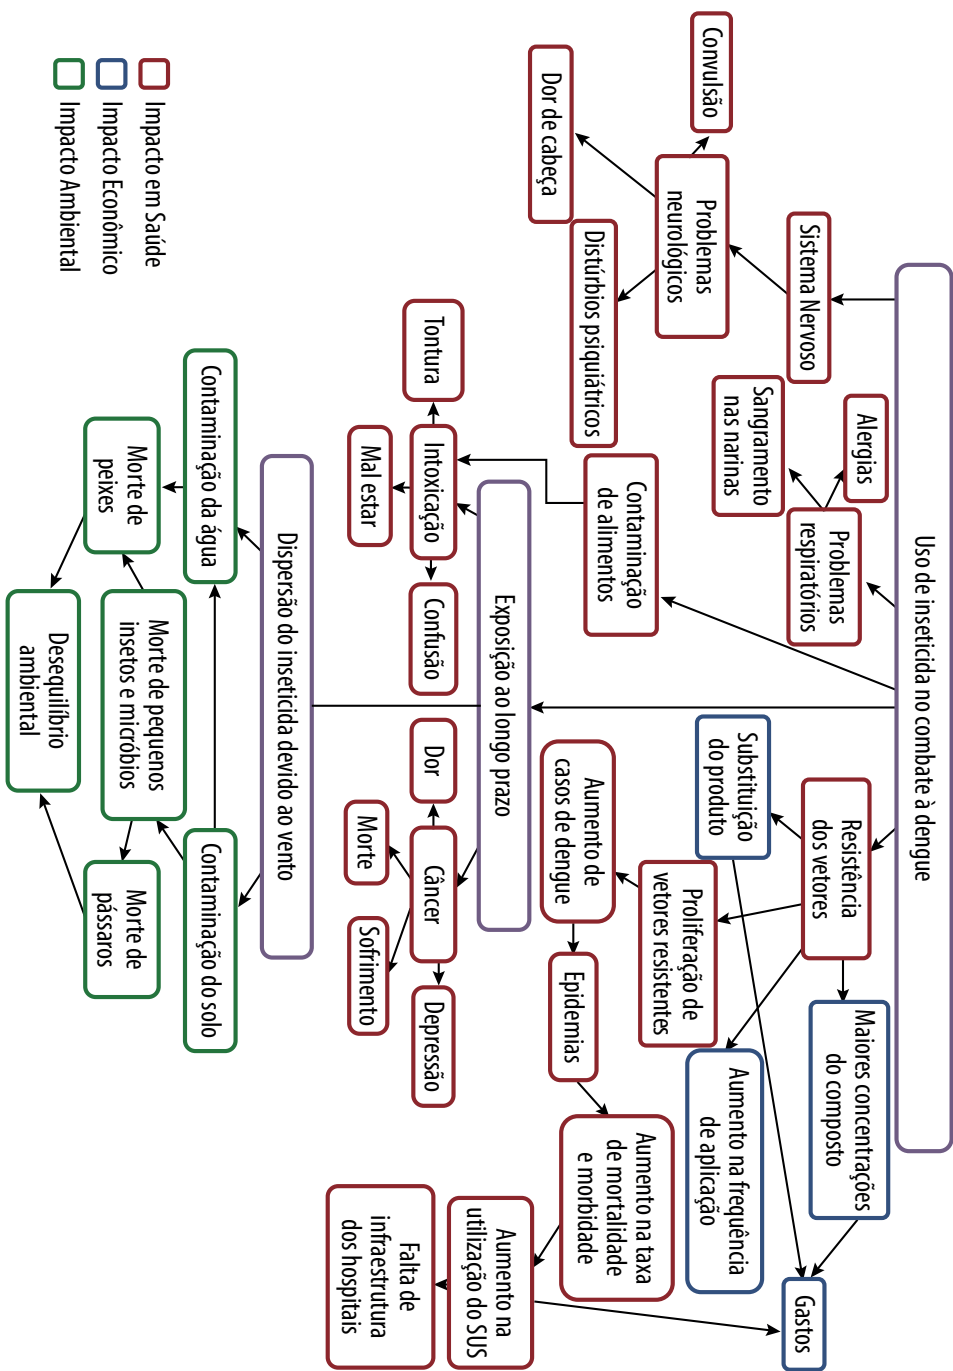 Uso de inseticida no combate à dengue
Sistema Nervoso
Alergias
Problemas
respiratórios
Sangramento
nas narinas
Problemas
neurológicos
Convulsão
Dor de cabeça
Distúrbios psiquiátricos
Contaminação
de alimentos
Resistência
dos vetores
Maiores concentrações
do composto
Gastos
Substituição
do produto
Proliferação de
vetores resistentes
Aumento na frequência
de aplicação
Aumento de
casos de dengue
Epidemias
Aumento na taxa
de mortalidade
e morbidade
Aumento na
utilização do SUS
Falta de
infraestrutura
dos hospitais
Exposição ao longo prazo
Tontura
Intoxicação
Confusão
Mal estar
Dor
Câncer
Depressão
Morte
Sofrimento
Dispersão do inseticida devido ao vento
Contaminação da água
Contaminação do solo
Morte de
peixes
Morte de pequenos
insetos e micróbios
Morte de
pássaros
Desequilíbrio
ambiental
Impacto em Saúde
Impacto Econômico
Impacto Ambiental